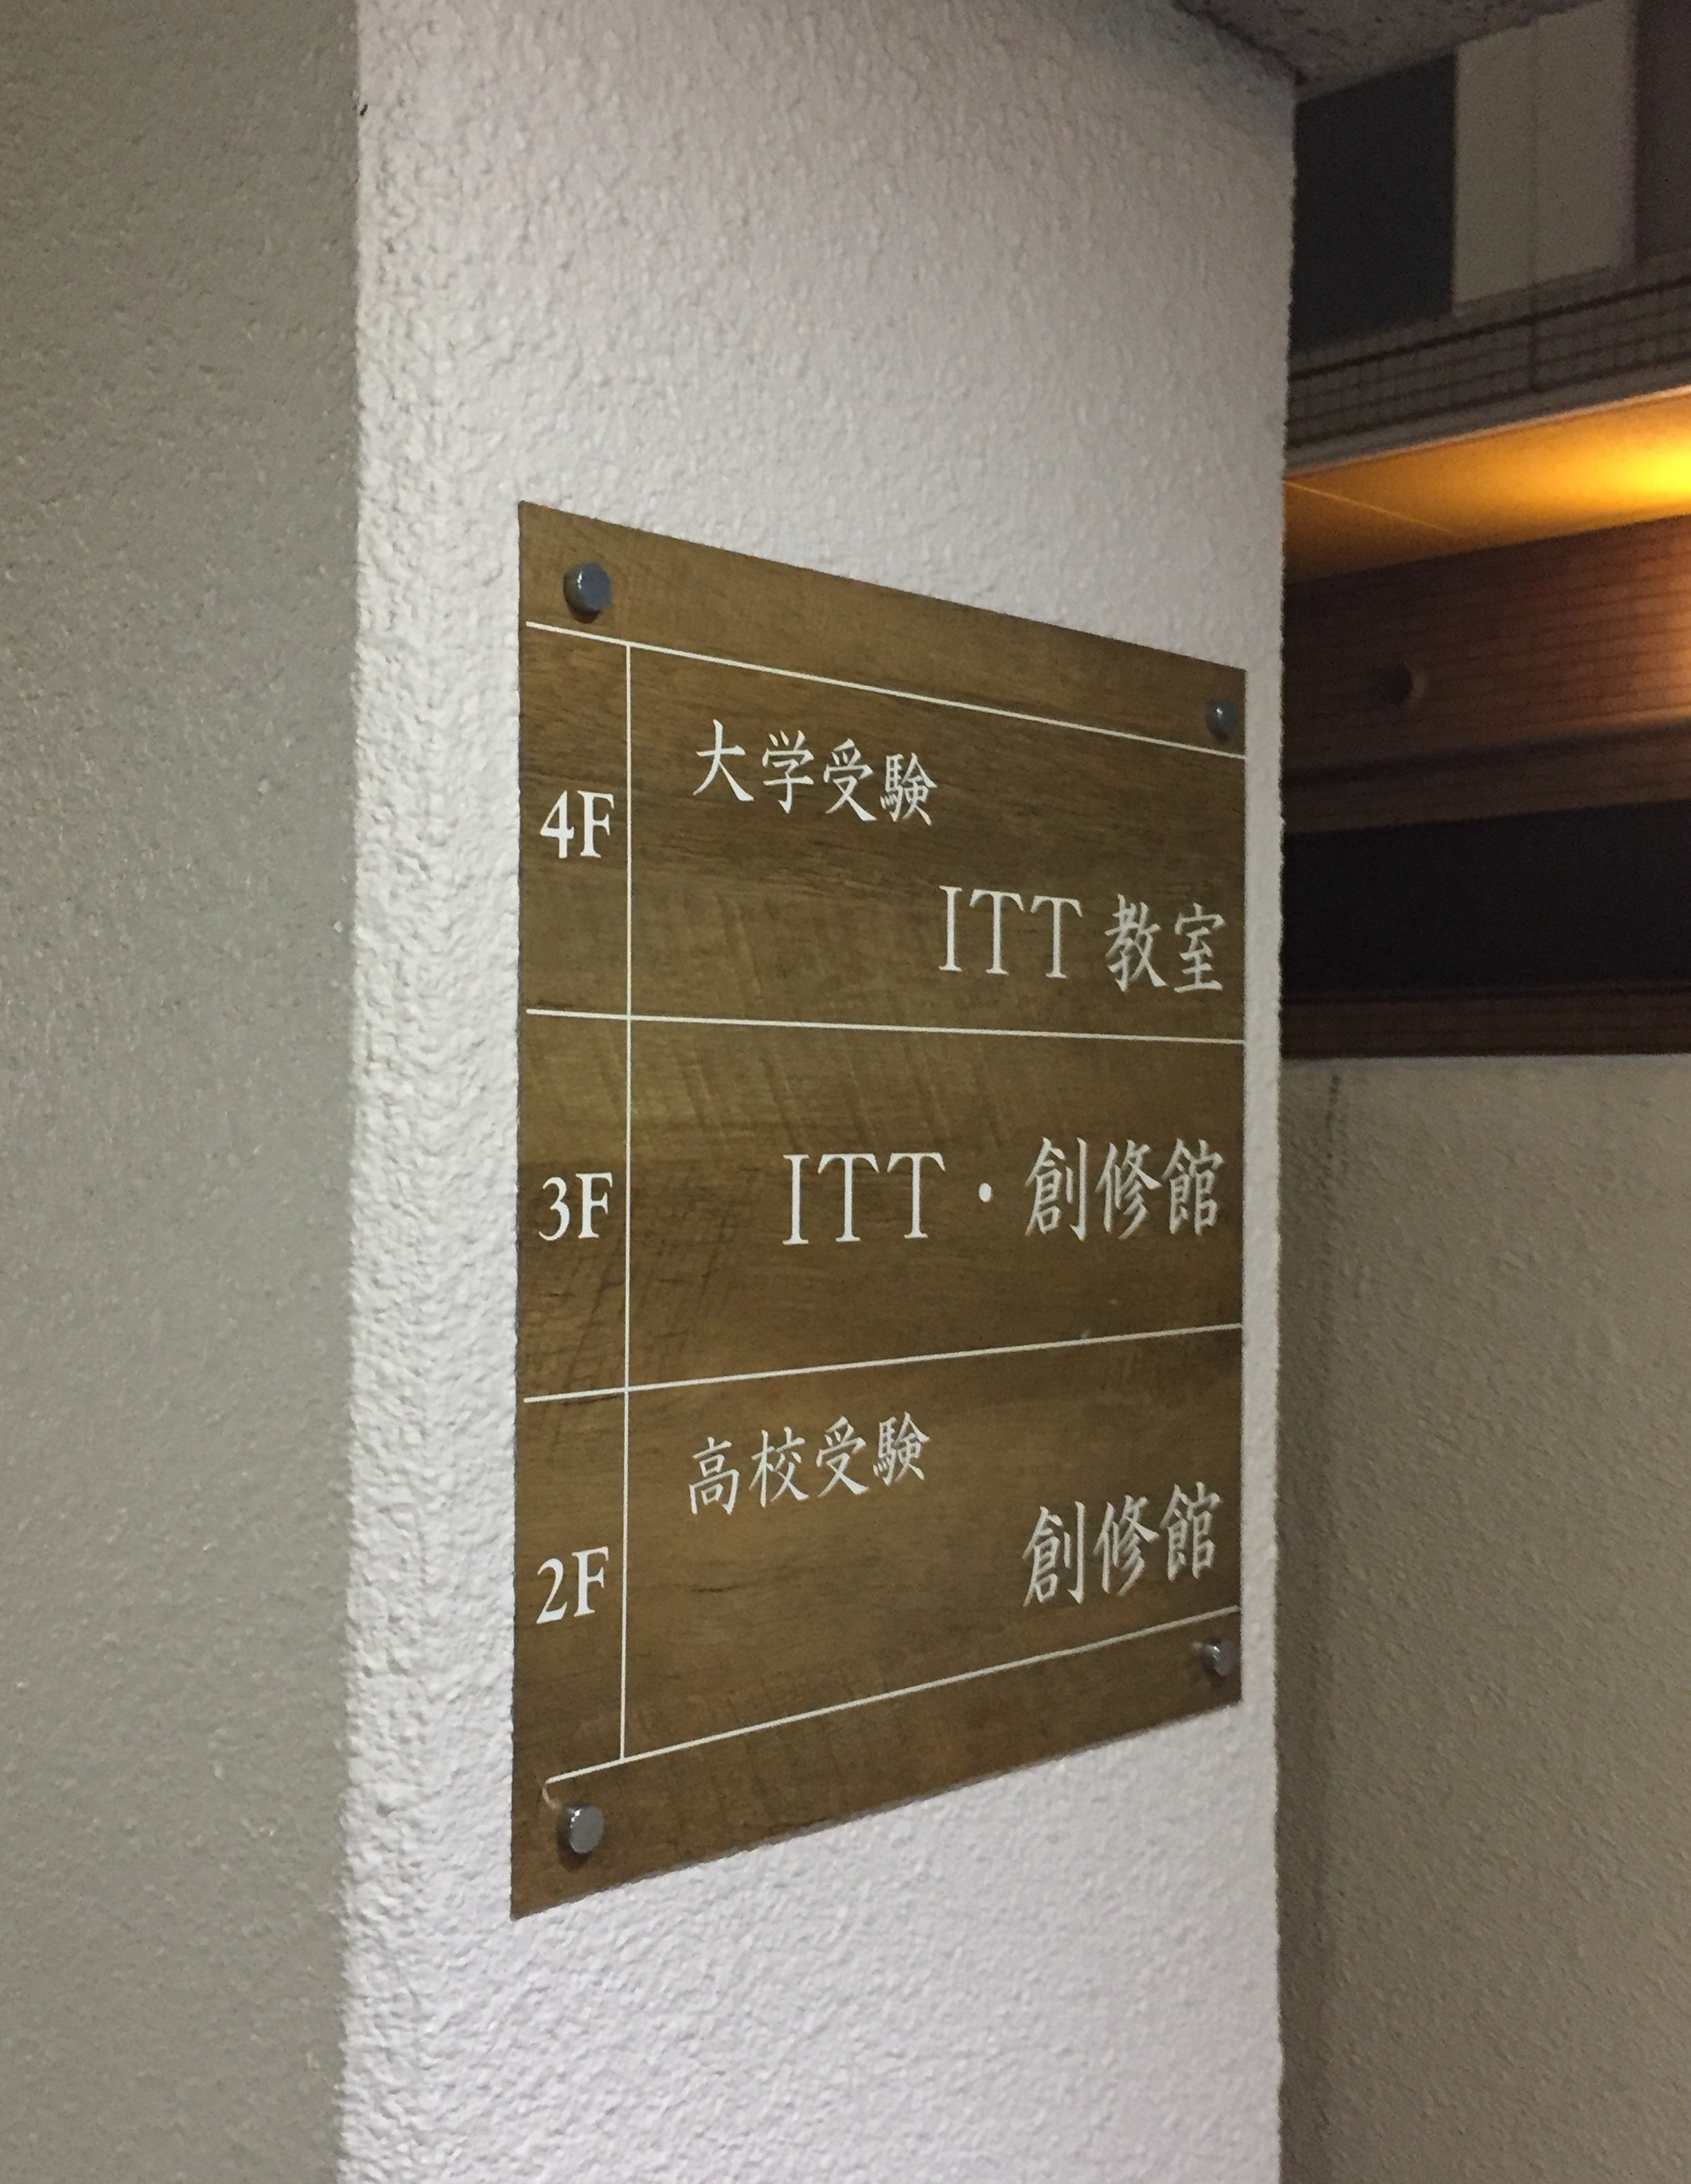 4F
大学受験
ITT 教室
3F
ITT・創修館
2F
高校受験
創修館